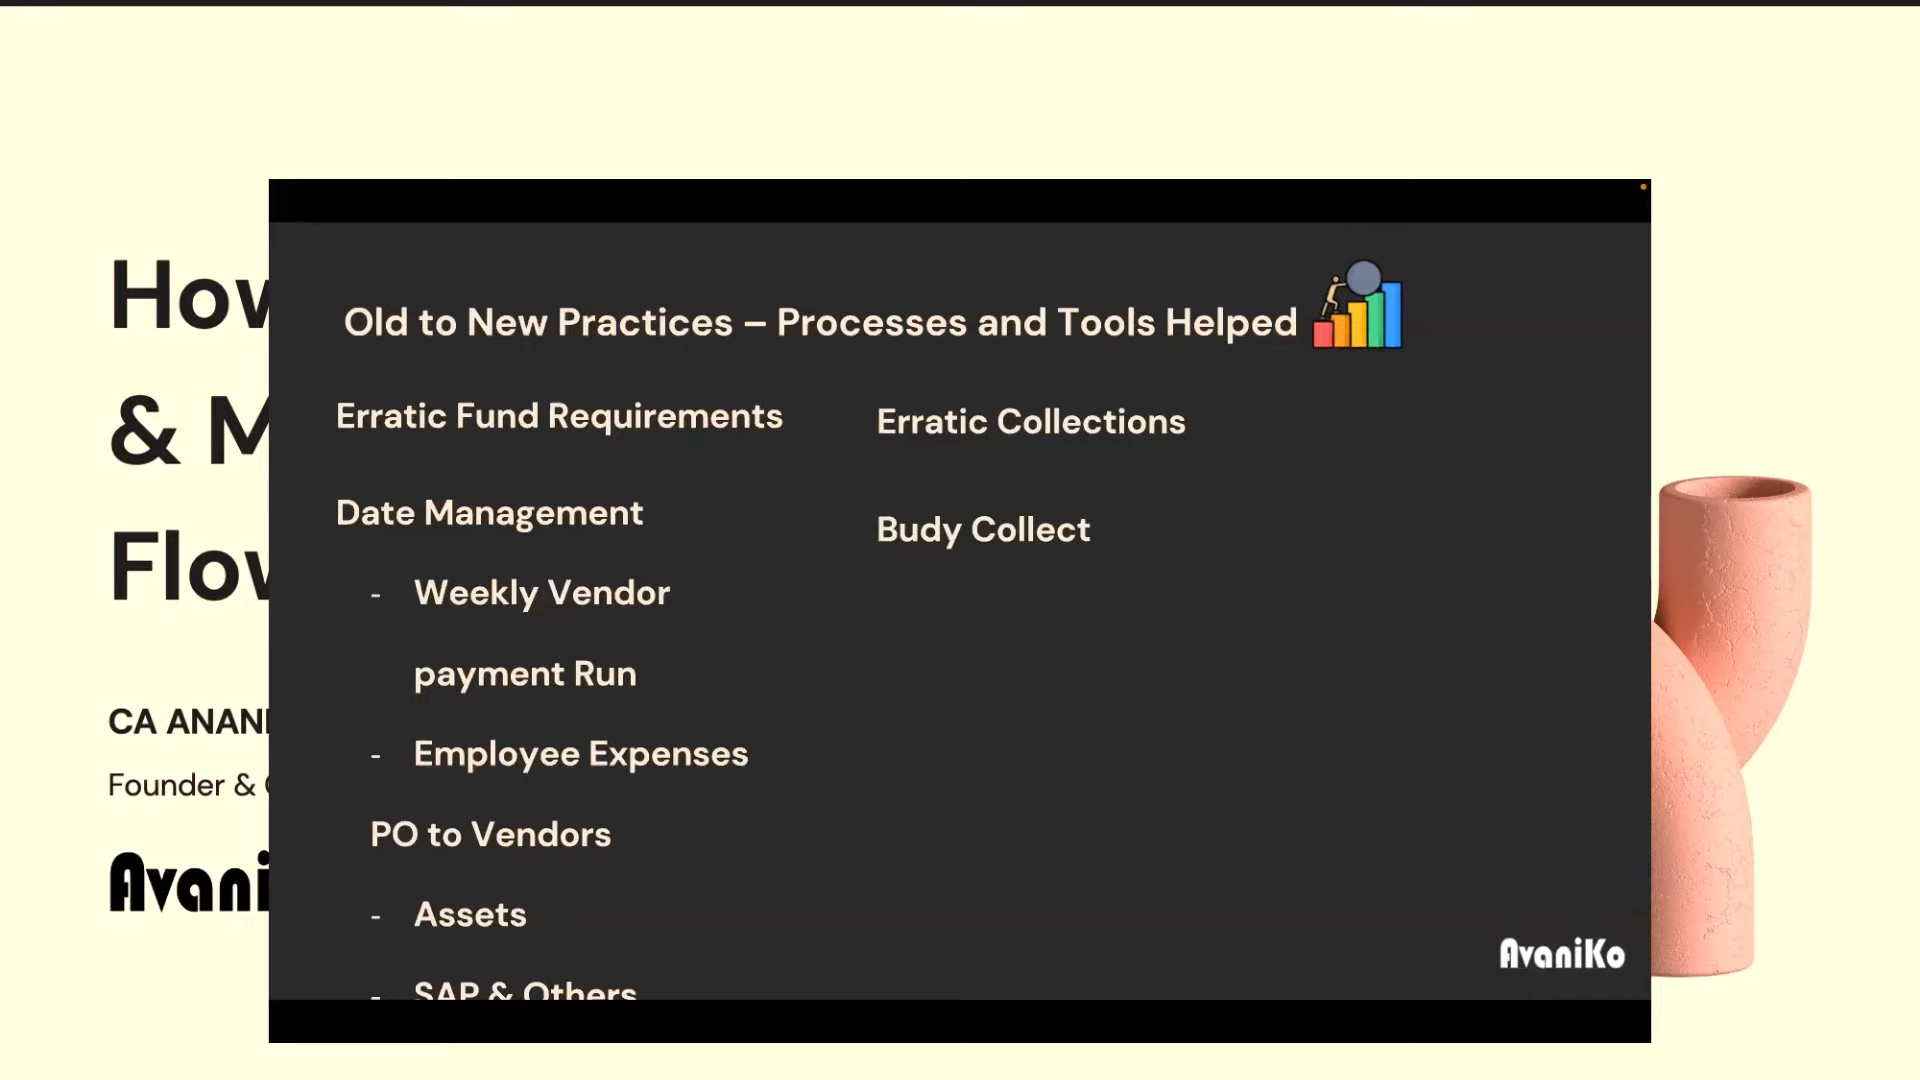 Old to New Practices – Processes and Tools Helped
Erratic Fund Requirements
Date Management
- Weekly Vendor
payment Run
- Employee Expenses
PO to Vendors
- Assets
- SAP & Others
Erratic Collections
Budy Collect
AvaniKo
How
& M
Flow
CA ANAN
Founder &
Avani